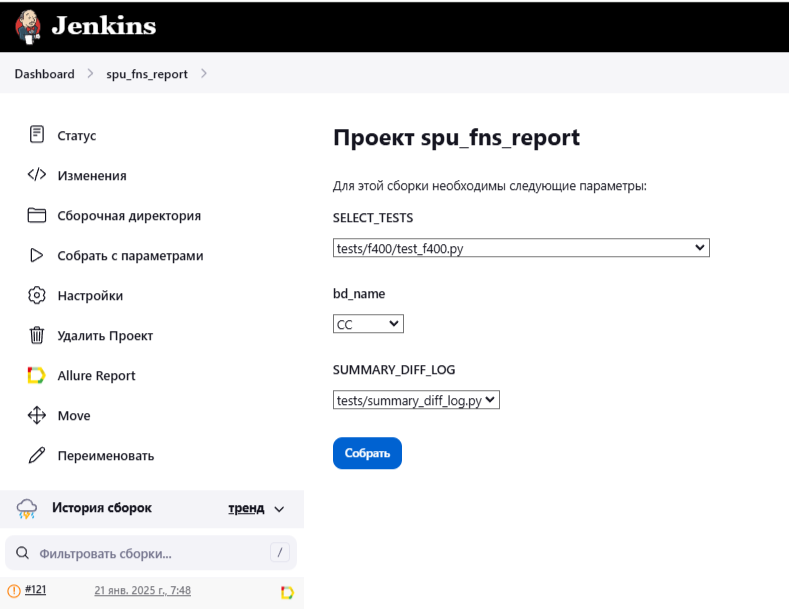 Jenkins
Dashboard > spu_fns_report >
Статус
Изменения
Сборочная директория
Собрать с параметрами
Настройки
Удалить Проект
Allure Report
Move
Переименовать
История сборок тренд
Фильтровать сборки... /
#121 21 янв. 2025 г., 7:48
Проект spu_fns_report
Для этой сборки необходимы следующие параметры:
SELECT_TESTS
tests/f400/test_f400.py
bd_name
CC
SUMMARY_DIFF_LOG
tests/summary_diff_log.py
Собрать